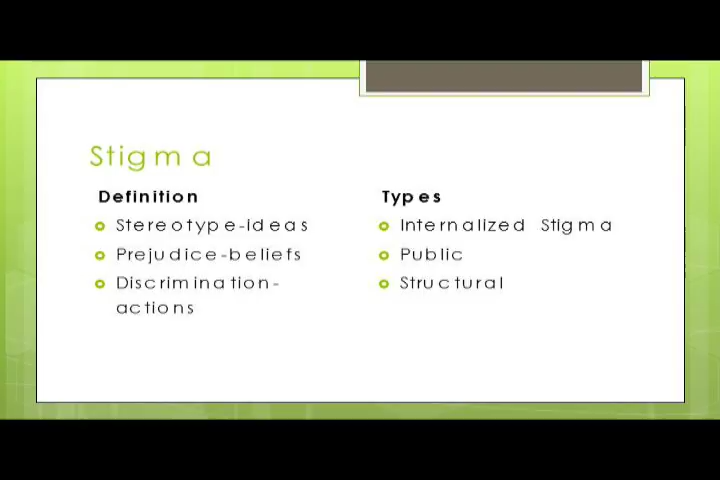 Stigma
Definition
Stereotype-ideas
Prejudice-beliefs
Discrimination-
actions
Types
Internalized Stigma
Public
Structural